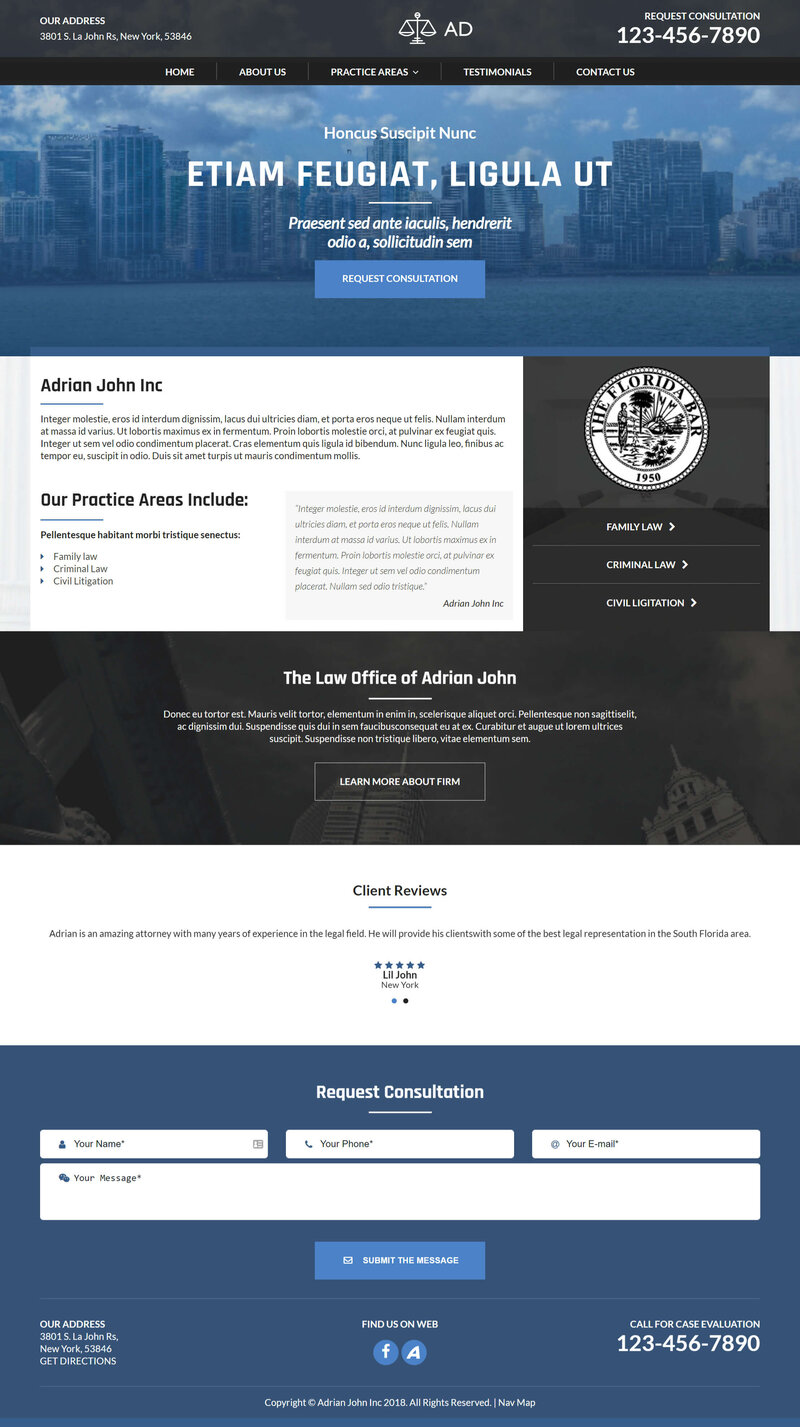 OUR ADDRESS
3801 S. La John Rs, New York, 53846
AD
REQUEST CONSULTATION
123-456-7890
HOME
ABOUT US
PRACTICE AREAS
TESTIMONIALS
CONTACT US
Honcus Suscipit Nunc
ETIAM FEUGIAT, LIGULA UT
Praesent sed ante iaculis, hendrerit
odio a, sollicitudin sem
REQUEST CONSULTATION
Adrian John Inc
Integer molestie, eros id interdum dignissim, lacus dui ultricies diam, et porta eros neque ut felis. Nullam interdum
at massa id varius. Ut lobortis maximus ex in fermentum. Proin lobortis molestie orci, at pulvinar ex feugiat quis.
Integer ut sem vel odio condimentum placerat. Cras elementum quis ligula id bibendum. Nunc ligula leo, finibus ac
tempor eu, suscipit in odio. Duis sit amet turpis ut mauris condimentum mollis.
Our Practice Areas Include:
Pellentesque habitant morbi tristique senectus:
Family law
Criminal Law
Civil Litigation
"Integer molestie, eros id interdum dignissim, lacus dui
ultricies diam, et porta eros neque ut felis. Nullam
interdum at massa id varius. Ut lobortis maximus ex in
fermentum. Proin lobortis molestie orci, at pulvinar ex
feugiat quis. Integer ut sem vel odio condimentum
placerat. Nullam sed odio tristique."
Adrian John Inc
THE FLORIDA BAR
1950
FAMILY LAW
CRIMINAL LAW
CIVIL LIGITATION
The Law Office of Adrian John
Donec eu tortor est. Mauris velit tortor, elementum in enim in, scelerisque aliquet orci. Pellentesque non sagittiselit,
ac dignissim dui. Suspendisse quis dui in sem faucibusconsequat eu at ex. Curabitur et augue ut lorem ultrices
suscipit. Suspendisse non tristique libero, vitae elementum sem.
LEARN MORE ABOUT FIRM
Client Reviews
Adrian is an amazing attorney with many years of experience in the legal field. He will provide his clientswith some of the best legal representation in the South Florida area.
Lil John
New York
Request Consultation
Your Name*
Your Phone*
@ Your E-mail*
Your Message*
SUBMIT THE MESSAGE
OUR ADDRESS
3801 S. La John Rs,
New York, 53846
GET DIRECTIONS
FIND US ON WEB
CALL FOR CASE EVALUATION
123-456-7890
Copyright © Adrian John Inc 2018. All Rights Reserved. | Nav Map